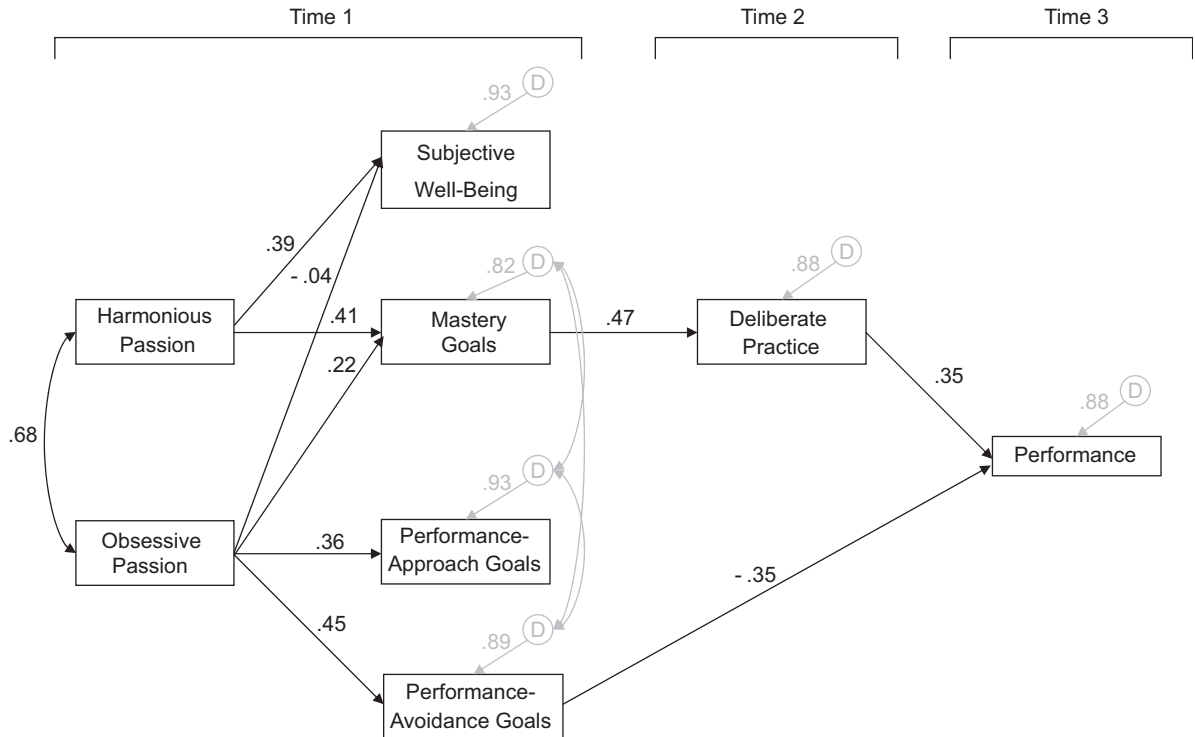 Time 1
Time 2
Time 3
.93
D
Subjective
Well-Being
.39
- .04
.82
D
.88
D
Harmonious
Passion
.41
Mastery
Goals
.47
Deliberate
Practice
.22
.35
.88
D
.68
Performance
.93
D
Obsessive
Passion
.36
Performance-
Approach Goals
- .35
.45
.89
D
Performance-
Avoidance Goals